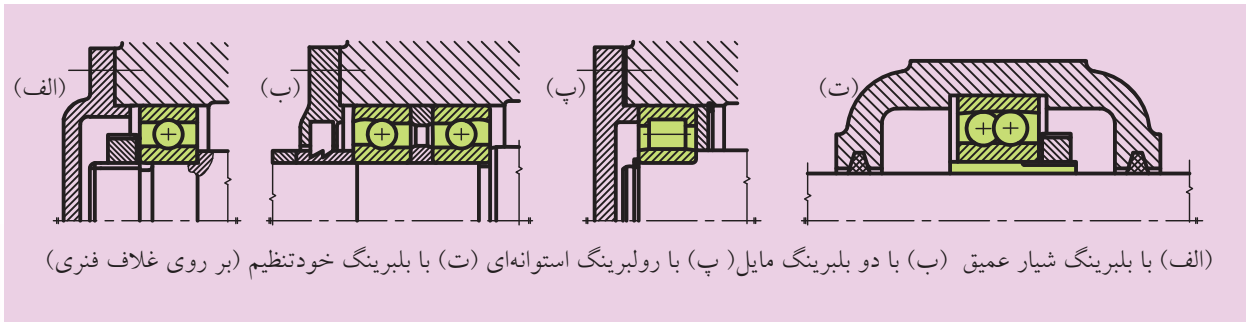 (الف)
(ب)
(پ)
(ت)
(الف) با بلبرینگ شیار عمیق (ب) با دو بلبرینگ مایل( پ) با رولبرینگ استوانه‌ای (ت) با بلبرینگ خودتنظیم (بر روی غلاف فنری)